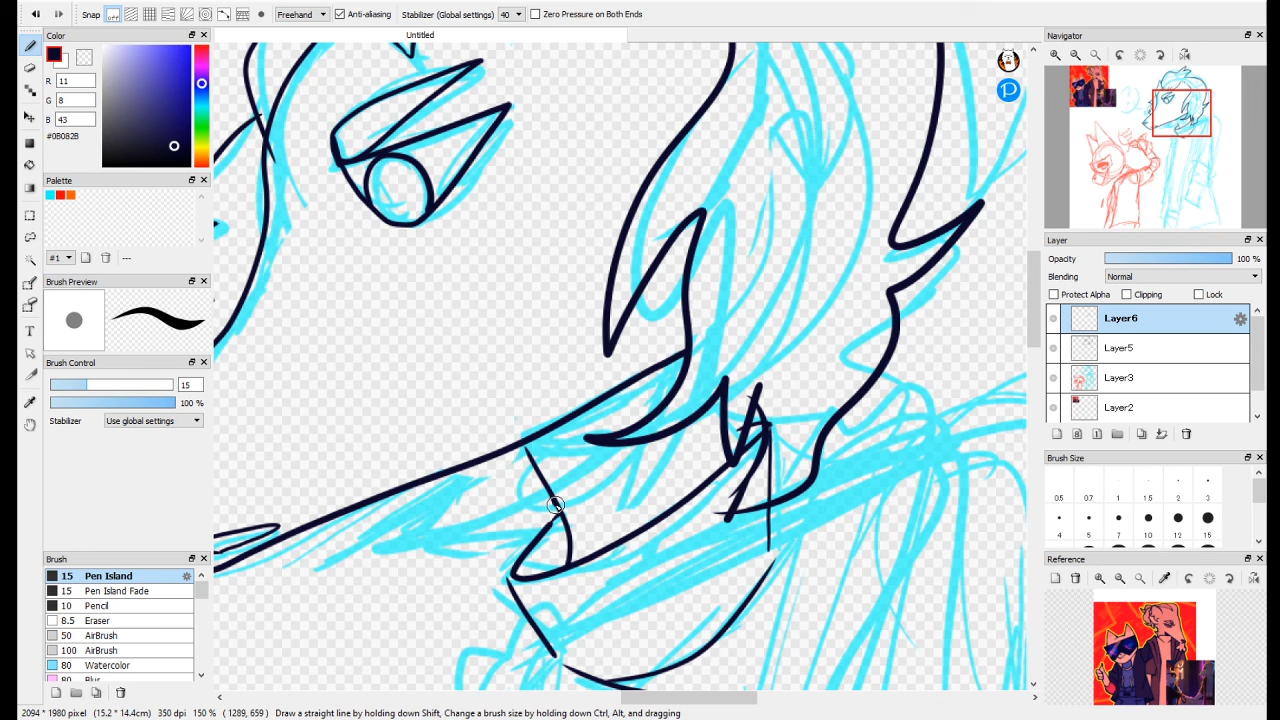 Snap off Freehand Anti-aliasing Stabilizer (Global settings) 40 Zero Pressure on Both Ends
Color
Untitled
R 11
G 8
B 43
#0B082B
Palette
#1 ---
Brush Preview
Brush Control
15
100 %
Stabilizer Use global settings
Brush
15 Pen Island
15 Pen Island Fade
10 Pencil
8.5 Eraser
50 AirBrush
100 AirBrush
80 Watercolor
80 Blur
Navigator
Layer
Opacity 100 %
Blending Normal
Protect Alpha Clipping Lock
Layer6
Layer5
Layer3
Layer2
Brush Size
0.5 0.7 1 1.5 2 3
4 5 7 10 12 15
Reference
P
T
2094 * 1980 pixel (15.2 * 14.4cm) 350 dpi 150 % ( 1289, 659 ) Draw a straight line by holding down Shift, Change a brush size by holding down Ctrl, Alt, and dragging